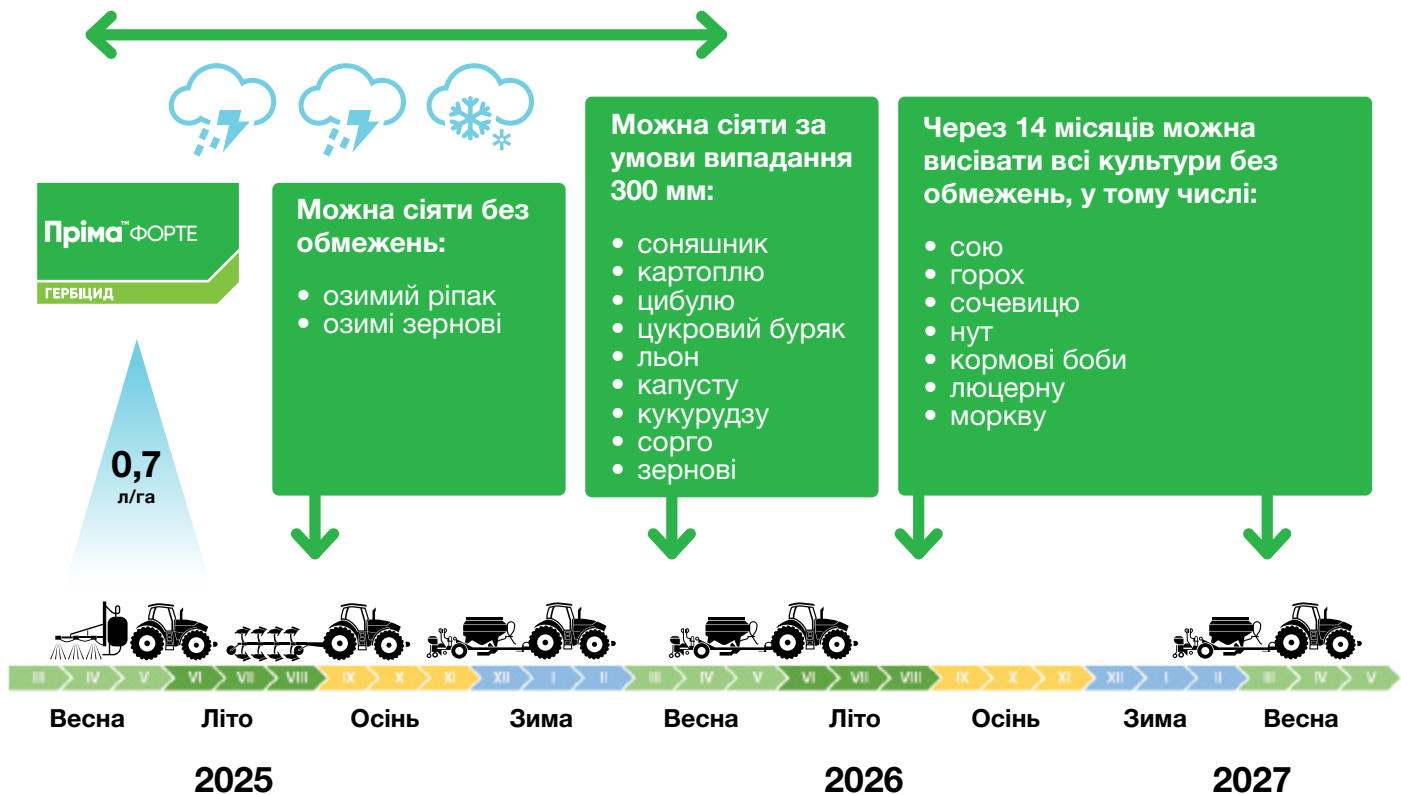 Пріма™ ФОРТЕ
ГЕРБІЦИД
0,7
л/га
Можна сіяти без
обмежень:
• озимий ріпак
• озимі зернові
Можна сіяти за
умови випадання
300 мм:
• соняшник
• картоплю
• цибулю
• цукровий буряк
• льон
• капусту
• кукурудзу
• сорго
• зернові
Через 14 місяців можна
висівати всі культури без
обмежень, у тому числі:
• сою
• горох
• сочевицю
• нут
• кормові боби
• люцерну
• моркву
III IV V VI VII VIII IX X XI XII I II III IV V VI VII VIII IX X XI XII I II III IV V
Весна Літо Осінь Зима Весна Літо Осінь Зима Весна
2025 2026 2027